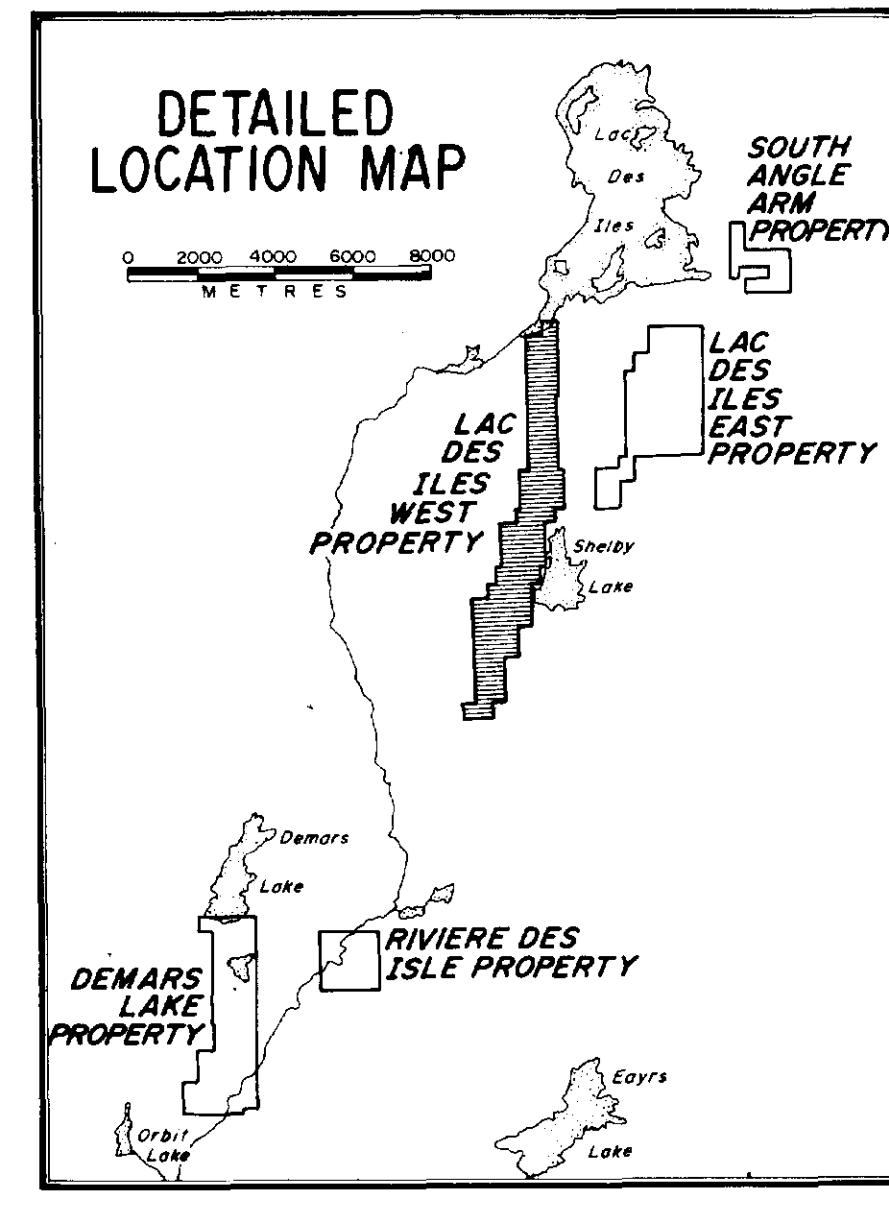 DETAILED
LOCATION MAP
0 2000 4000 6000 8000
METRES
Lac
Des
Iles
SOUTH
ANGLE
ARM
PROPERTY
LAC
DES
ILES
EAST
PROPERTY
LAC
DES
ILES
WEST
PROPERTY
Shelby
Lake
Demars
Lake
RIVIERE DES
ISLE PROPERTY
DEMARS
LAKE
PROPERTY
Eayrs
Lake
Orbit
Lake